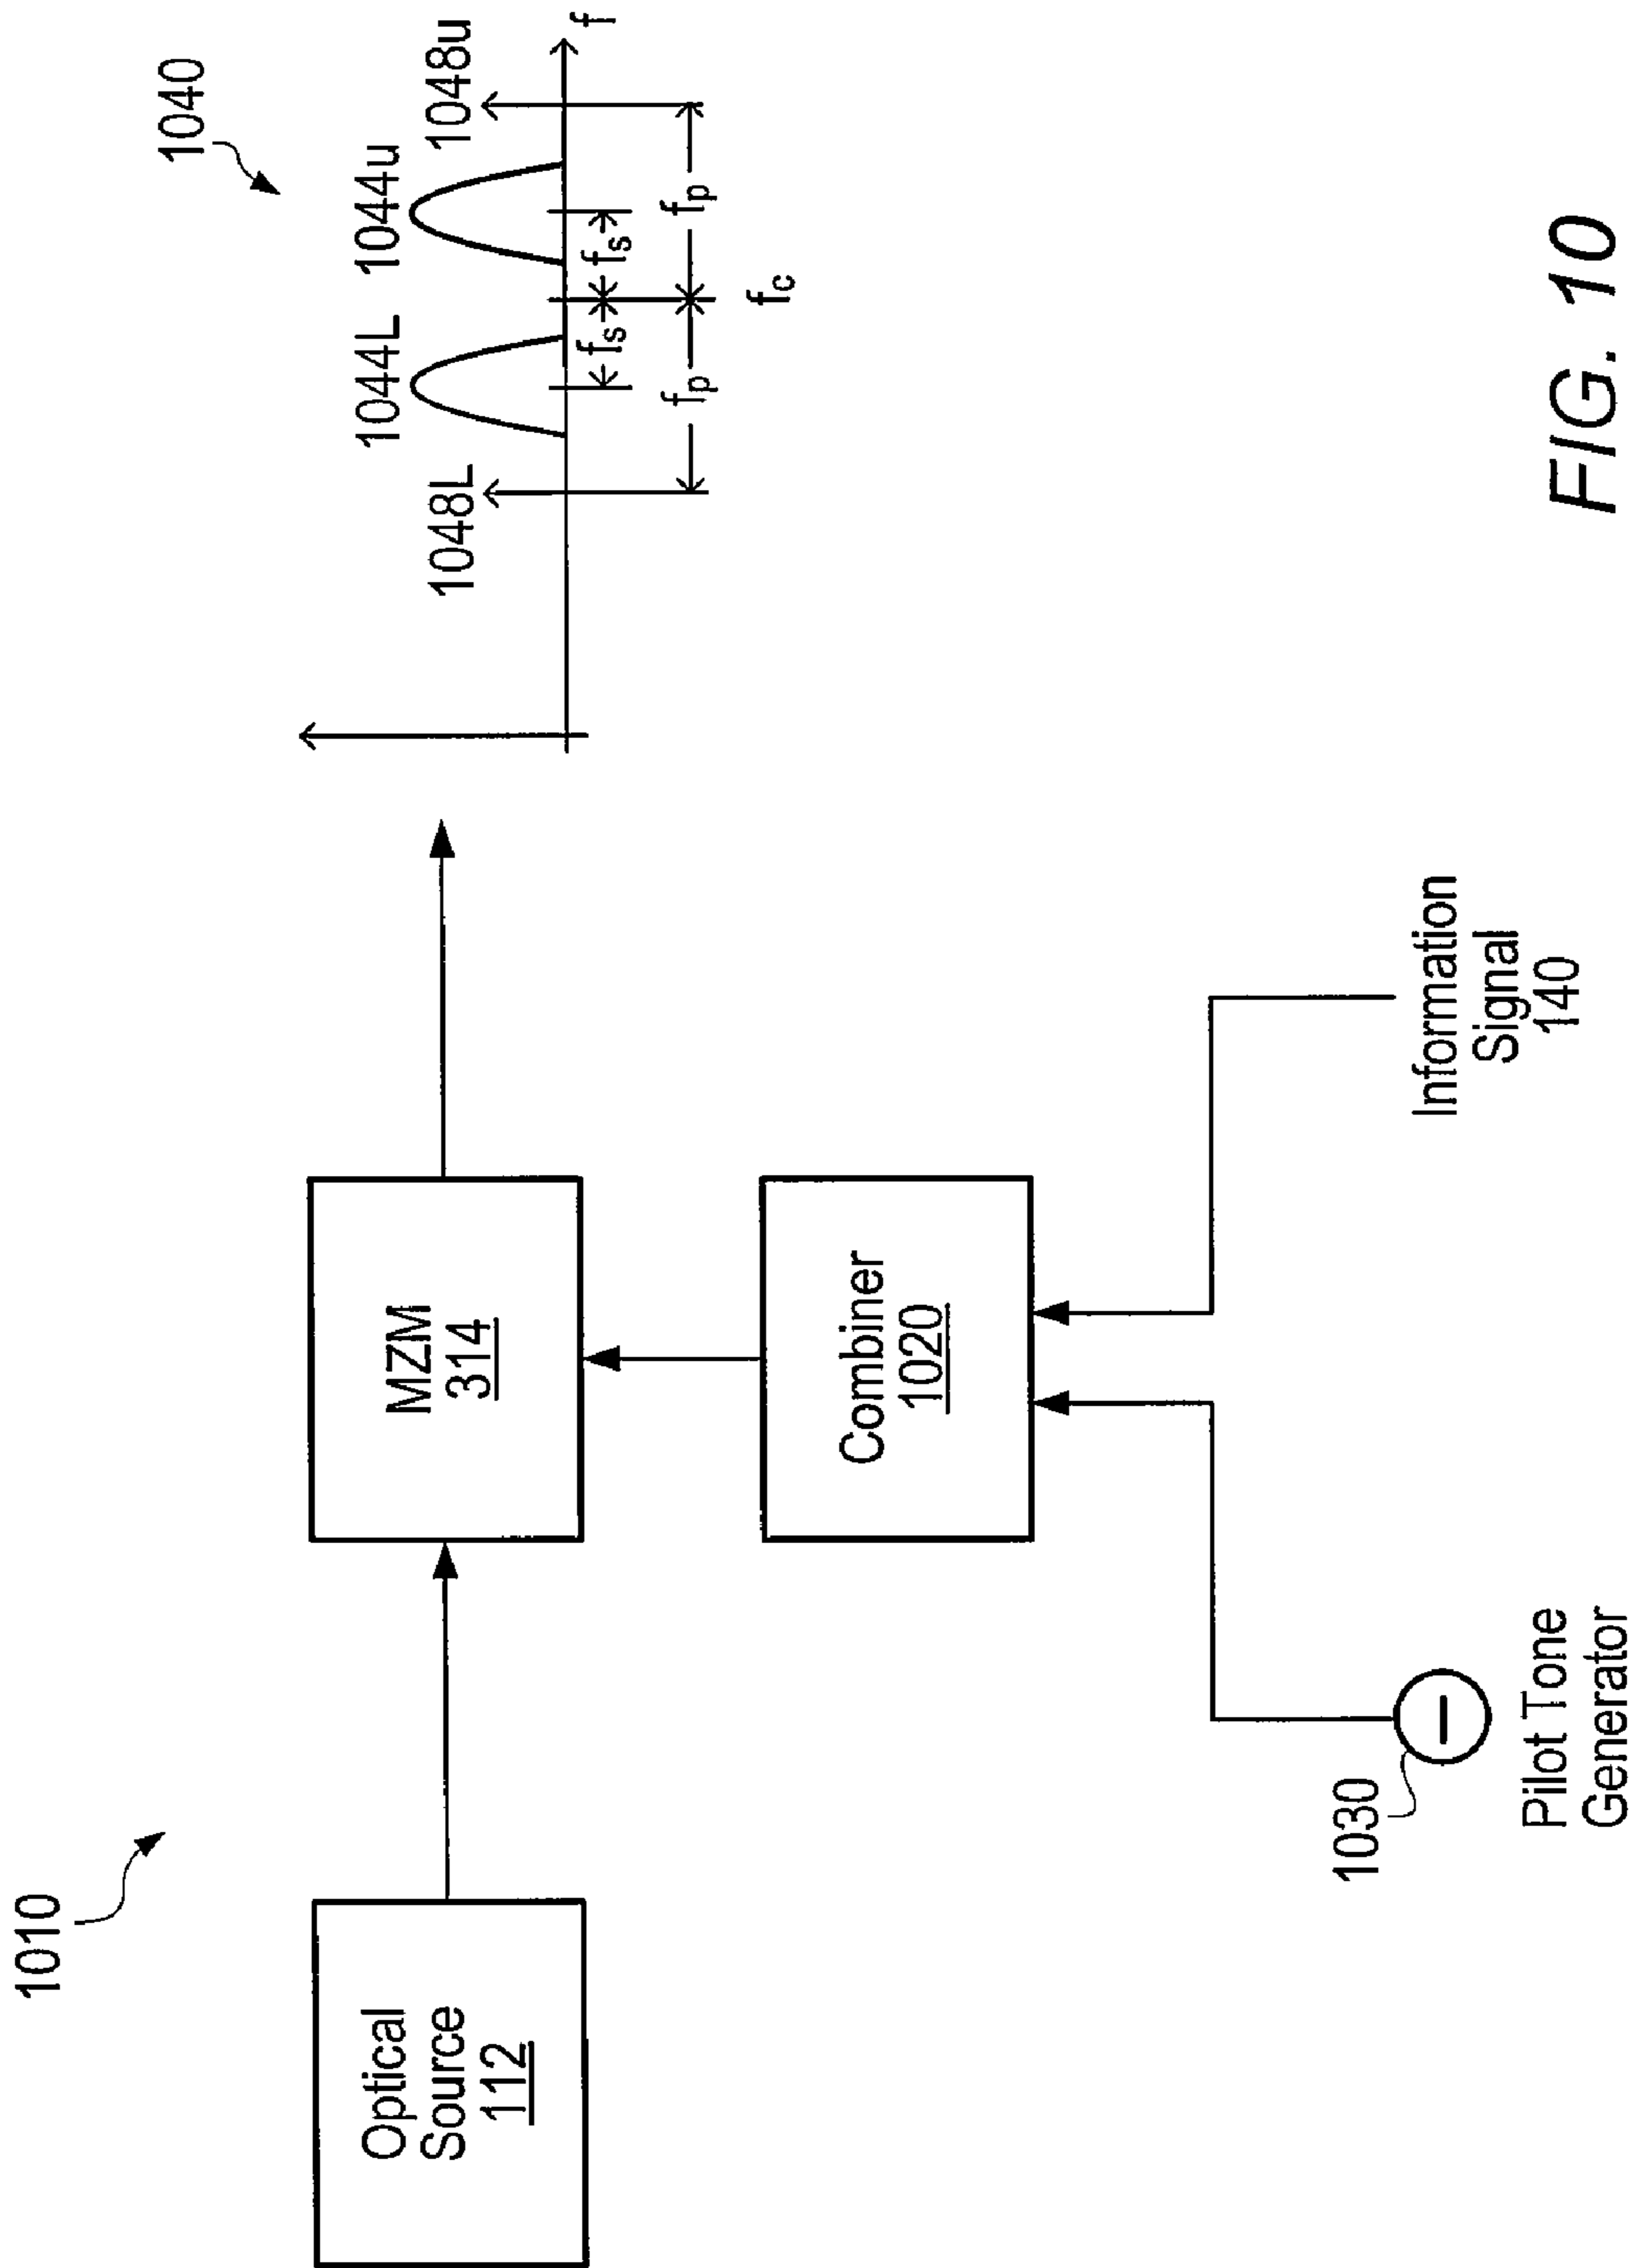 1010
Optical
Source
112
MZM
314
Combiner
1020
1030
Pilot Tone
Generator
Information
Signal
140
1040
1048L
1044L
1044u
1048u
f
fs
fs
fp
fp
fc
FIG. 10